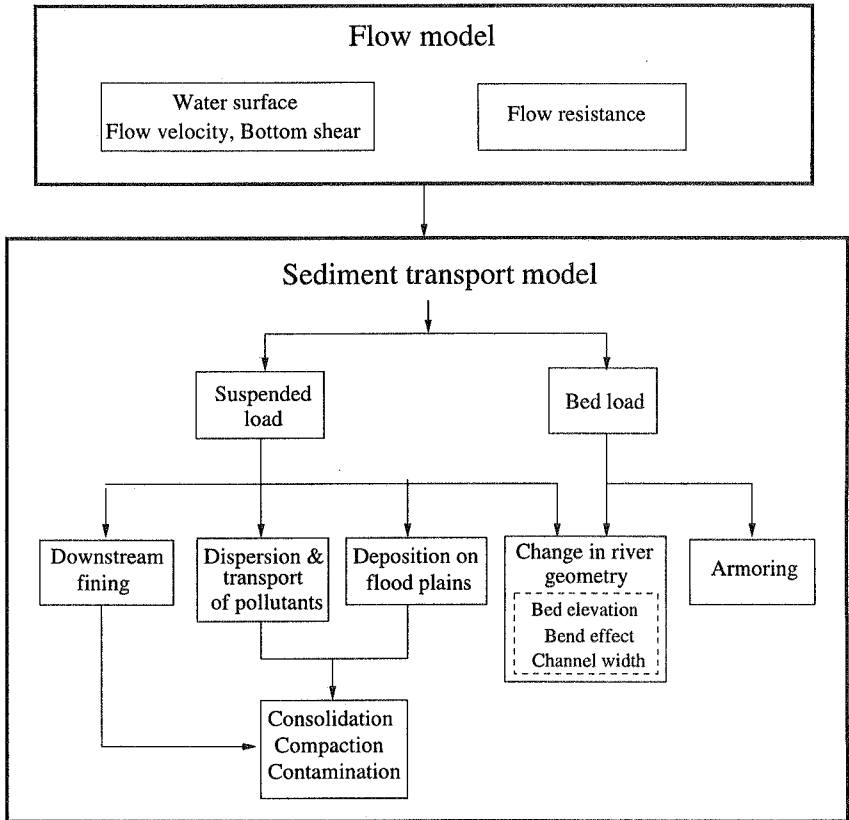 Flow model
Water surface
Flow velocity, Bottom shear
Flow resistance
Sediment transport model
Suspended
load
Bed load
Downstream
fining
Dispersion &
transport
of pollutants
Deposition on
flood plains
Change in river
geometry
Bed elevation
Bend effect
Channel width
Armoring
Consolidation
Compaction
Contamination